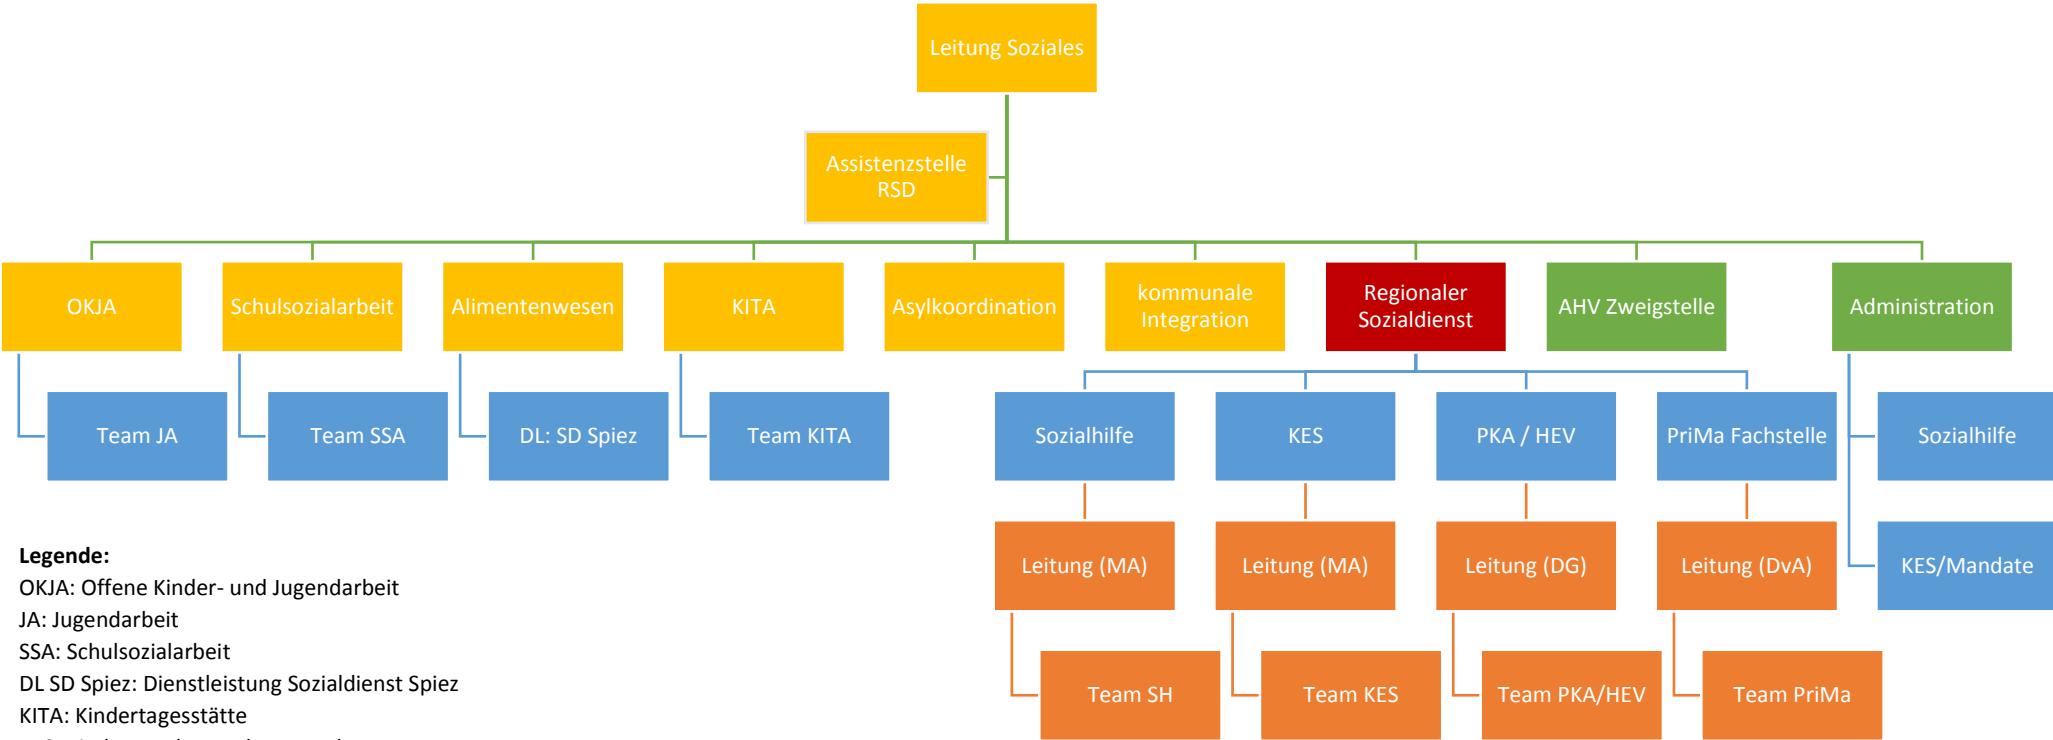 Leitung Soziales
Assistenzstelle
RSD
OKJA
Schulsozialarbeit
Alimentenwesen
KITA
Asylkoordination
kommunale
Integration
Regionaler
Sozialdienst
AHV Zweigstelle
Administration
Team JA
Team SSA
DL: SD Spiez
Team KITA
Sozialhilfe
KES
PKA / HEV
PriMa Fachstelle
Sozialhilfe
Leitung (MA)
Leitung (MA)
Leitung (DG)
Leitung (DvA)
KES/Mandate
Team SH
Team KES
Team PKA/HEV
Team PriMa
Legende:
OKJA: Offene Kinder- und Jugendarbeit
JA: Jugendarbeit
SSA: Schulsozialarbeit
DL SD Spiez: Dienstleistung Sozialdienst Spiez
KITA: Kindertagesstätte